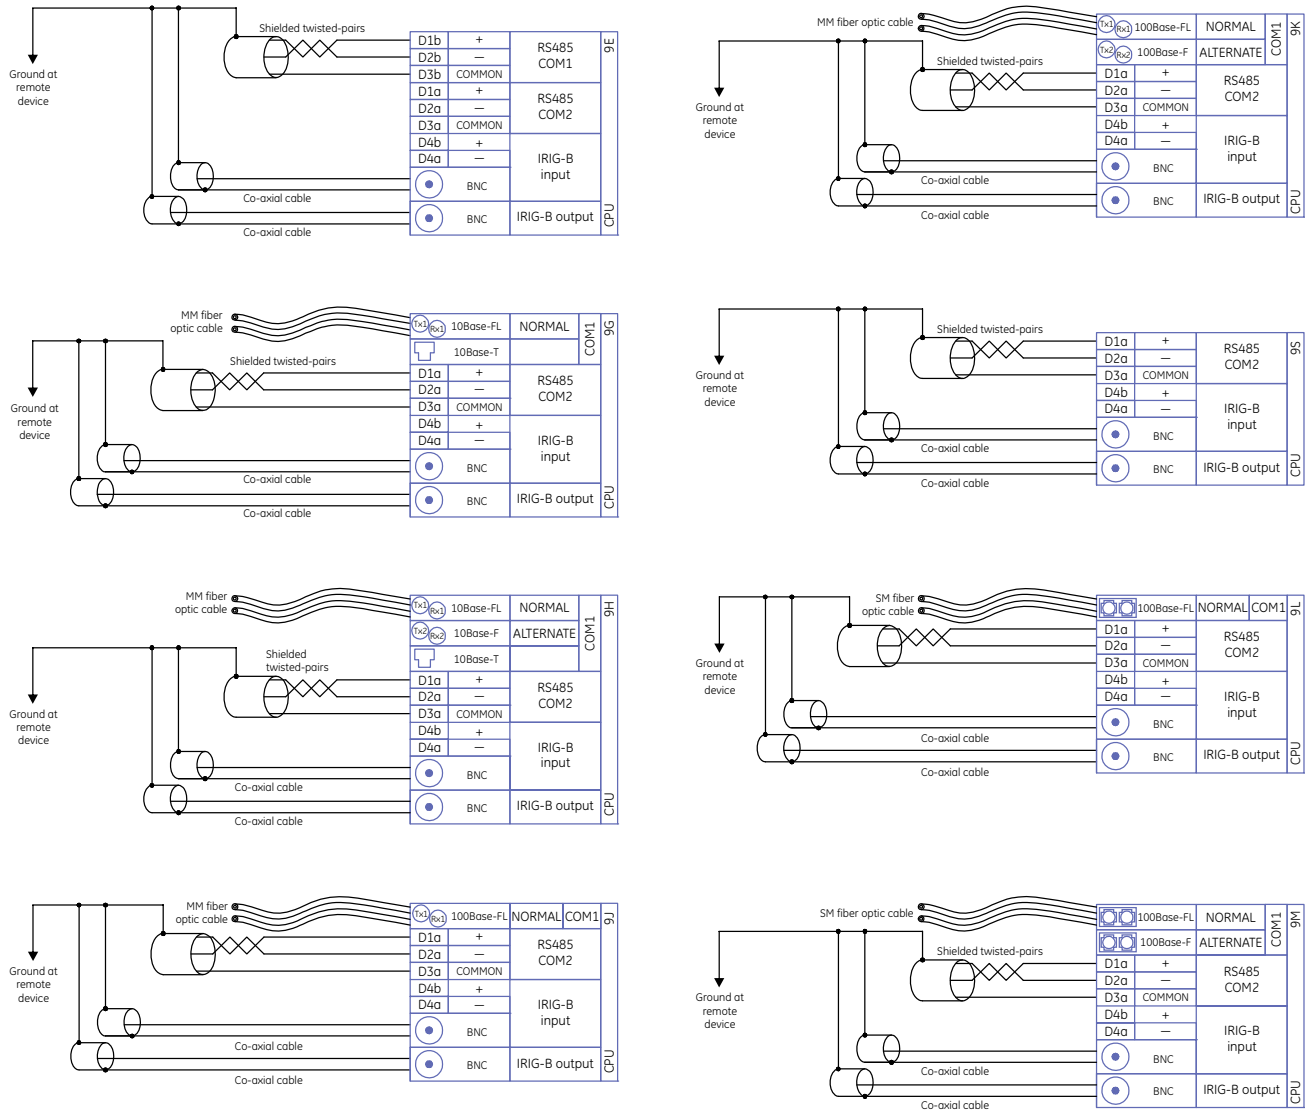 Shielded twisted-pairs
Ground at
remote
device
Co-axial cable
Co-axial cable
D1b + RS485 COM1 9E
D2b —
D3b COMMON
D1a + RS485 COM2
D2a —
D3a COMMON
D4b + IRIG-B input
D4a —
BNC
BNC IRIG-B output CPU
MM fiber optic cable
Shielded twisted-pairs
Ground at
remote
device
Co-axial cable
Co-axial cable
Tx1 Rx1 100Base-FL NORMAL COM1 9K
Tx2 Rx2 100Base-F ALTERNATE
D1a + RS485 COM2
D2a —
D3a COMMON
D4b + IRIG-B input
D4a —
BNC
BNC IRIG-B output CPU
MM fiber
optic cable
Shielded twisted-pairs
Ground at
remote
device
Co-axial cable
Co-axial cable
Tx1 Rx1 10Base-FL NORMAL COM1 9G
10Base-T
D1a + RS485 COM2
D2a —
D3a COMMON
D4b + IRIG-B input
D4a —
BNC
BNC IRIG-B output CPU
Shielded twisted-pairs
Ground at
remote
device
Co-axial cable
Co-axial cable
D1a + RS485 COM2 9S
D2a —
D3a COMMON
D4b + IRIG-B input
D4a —
BNC
BNC IRIG-B output CPU
MM fiber
optic cable
Shielded
twisted-pairs
Ground at
remote
device
Co-axial cable
Co-axial cable
Tx1 Rx1 10Base-FL NORMAL COM1 9H
Tx2 Rx2 10Base-F ALTERNATE
10Base-T
D1a + RS485 COM2
D2a —
D3a COMMON
D4b + IRIG-B input
D4a —
BNC
BNC IRIG-B output CPU
SM fiber
optic cable
Shielded twisted-pairs
Ground at
remote
device
Co-axial cable
Co-axial cable
100Base-FL NORMAL COM1 9L
D1a + RS485 COM2
D2a —
D3a COMMON
D4b + IRIG-B input
D4a —
BNC
BNC IRIG-B output CPU
MM fiber
optic cable
Shielded twisted-pairs
Ground at
remote
device
Co-axial cable
Co-axial cable
Tx1 Rx1 100Base-FL NORMAL COM1 9J
D1a + RS485 COM2
D2a —
D3a COMMON
D4b + IRIG-B input
D4a —
BNC
BNC IRIG-B output CPU
SM fiber optic cable
Shielded twisted-pairs
Ground at
remote
device
Co-axial cable
Co-axial cable
100Base-FL NORMAL COM1 9M
100Base-F ALTERNATE
D1a + RS485 COM2
D2a —
D3a COMMON
D4b + IRIG-B input
D4a —
BNC
BNC IRIG-B output CPU